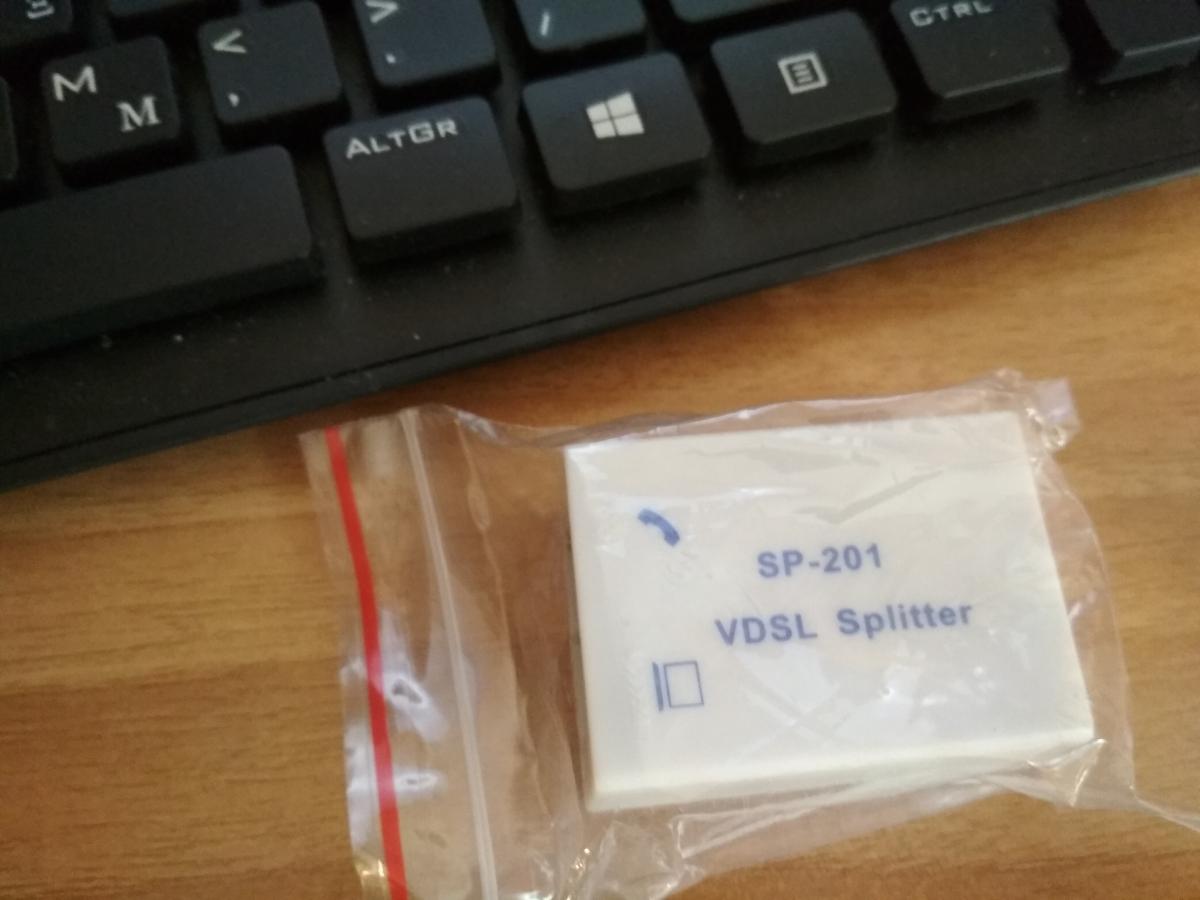 Ξ
M
M
<
,
>
.
/
CTRL
ALTGR
SP-201
VDSL Splitter